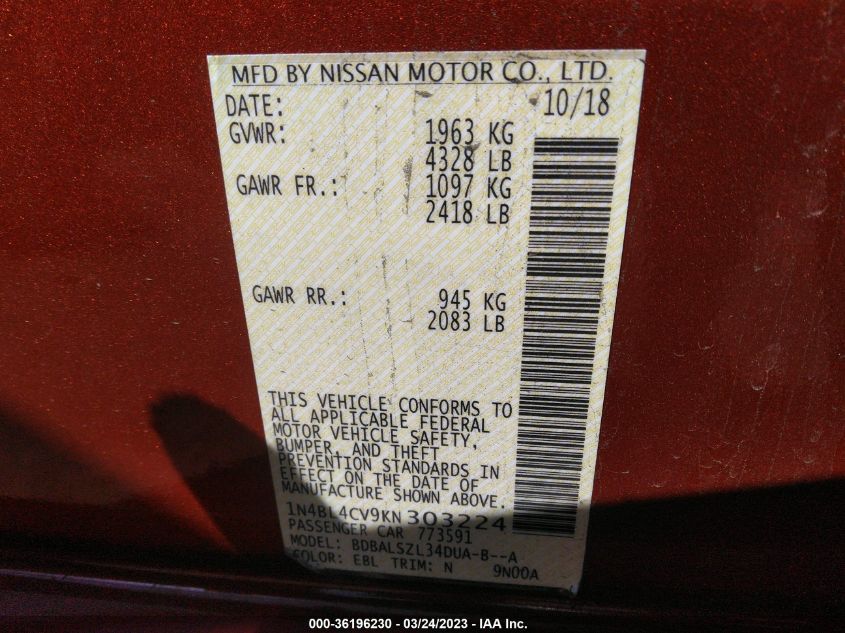 MFD BY NISSAN MOTOR CO., LTD.
DATE: 10/18
GVWR: 1963 KG
4328 LB
GAWR FR.: 1097 KG
2418 LB
GAWR RR.: 945 KG
2083 LB
THIS VEHICLE CONFORMS TO
ALL APPLICABLE FEDERAL
MOTOR VEHICLE SAFETY,
BUMPER, AND THEFT
PREVENTION STANDARDS IN
EFFECT ON THE DATE OF
MANUFACTURE SHOWN ABOVE.
1N4BL4CV9KN303224
PASSENGER CAR 773591
MODEL: BDBALSZL34DUA-B--A
COLOR: EBL TRIM: N 9N00A
000-36196230 - 03/24/2023 - IAA Inc.